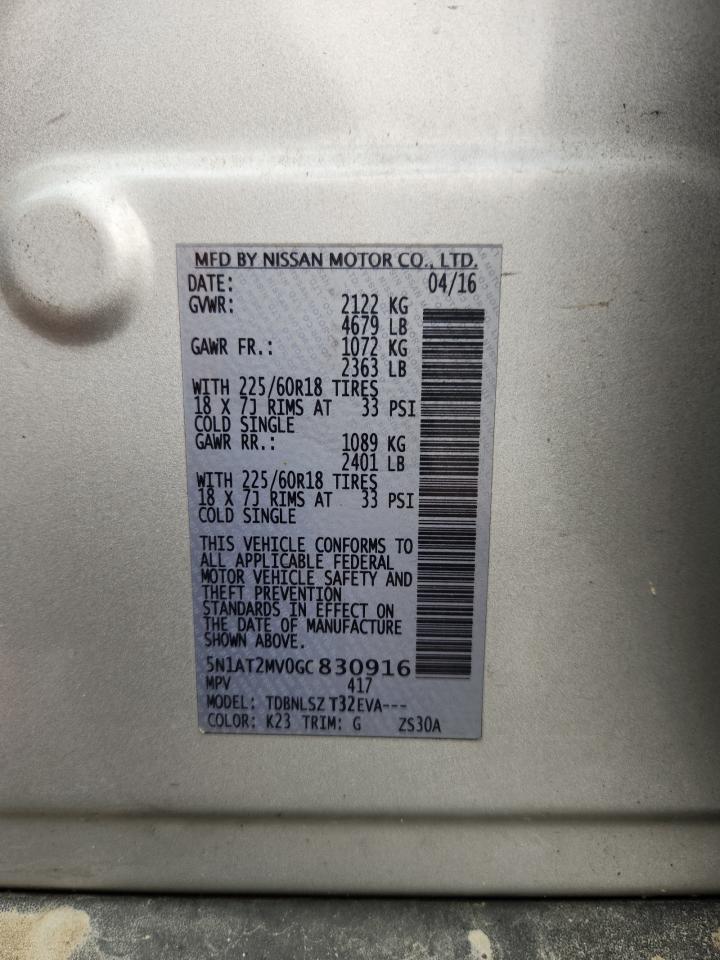 MFD BY NISSAN MOTOR CO., LTD.
DATE: 04/16
GVWR: 2122 KG
4679 LB
GAWR FR.: 1072 KG
2363 LB
WITH 225/60R18 TIRES
18 X 7J RIMS AT 33 PSI
COLD SINGLE
GAWR RR.: 1089 KG
2401 LB
WITH 225/60R18 TIRES
18 X 7J RIMS AT 33 PSI
COLD SINGLE
THIS VEHICLE CONFORMS TO
ALL APPLICABLE FEDERAL
MOTOR VEHICLE SAFETY AND
THEFT PREVENTION
STANDARDS IN EFFECT ON
THE DATE OF MANUFACTURE
SHOWN ABOVE.
5N1AT2MV0GC830916
MPV 417
MODEL: TDBNLSZ T32EVA---
COLOR: K23 TRIM: G ZS30A